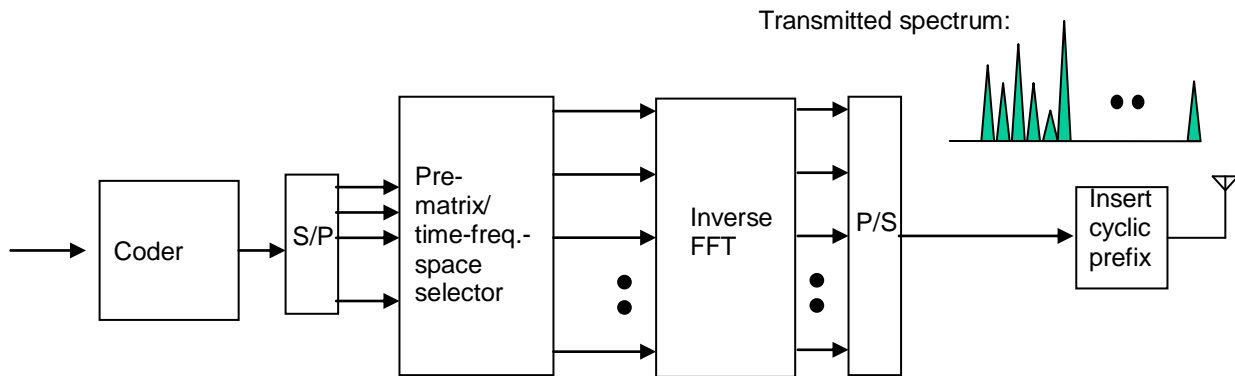 Transmitted spectrum:
Coder
S/P
Pre-
matrix/
time-freq.-
space
selector
Inverse
FFT
P/S
Insert
cyclic
prefix